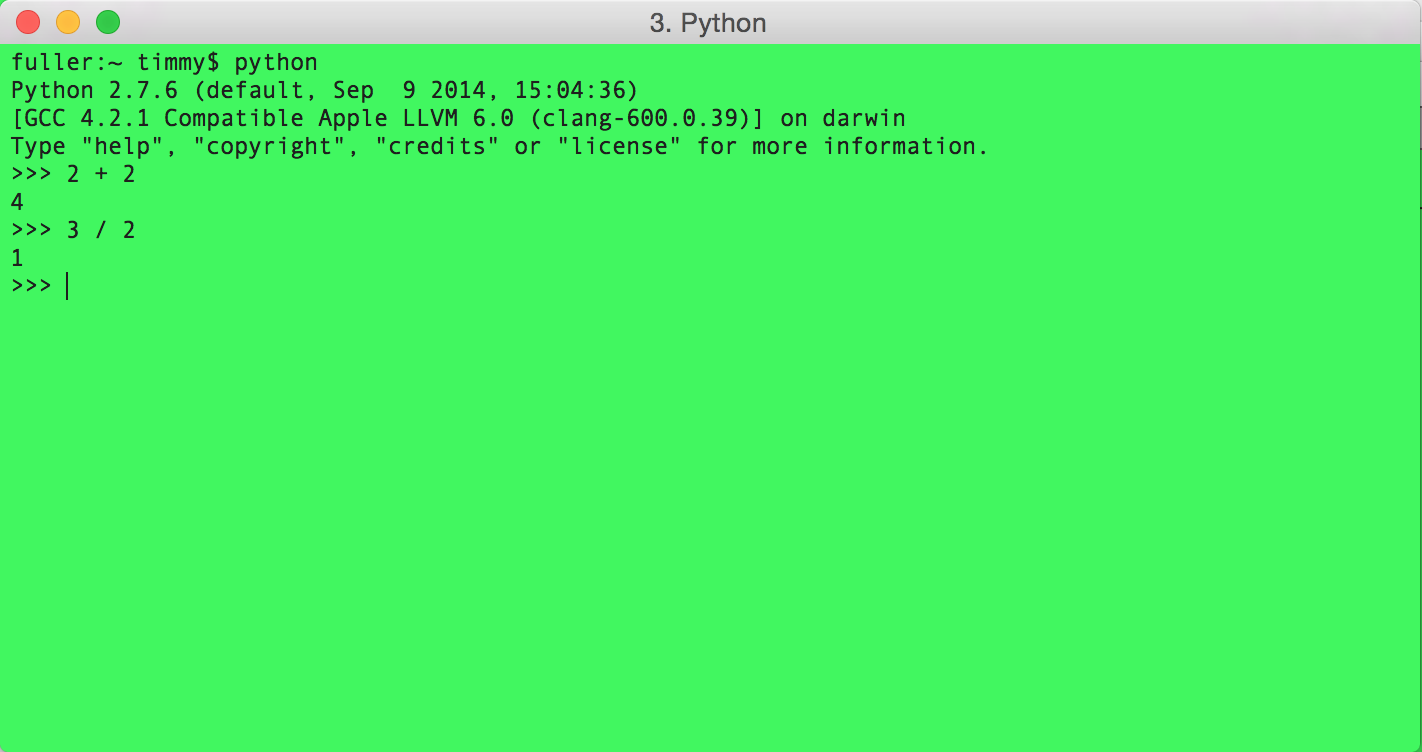 3. Python
fuller:~ timmy$ python
Python 2.7.6 (default, Sep  9 2014, 15:04:36)
[GCC 4.2.1 Compatible Apple LLVM 6.0 (clang-600.0.39)] on darwin
Type "help", "copyright", "credits" or "license" for more information.
>>> 2 + 2
4
>>> 3 / 2
1
>>>